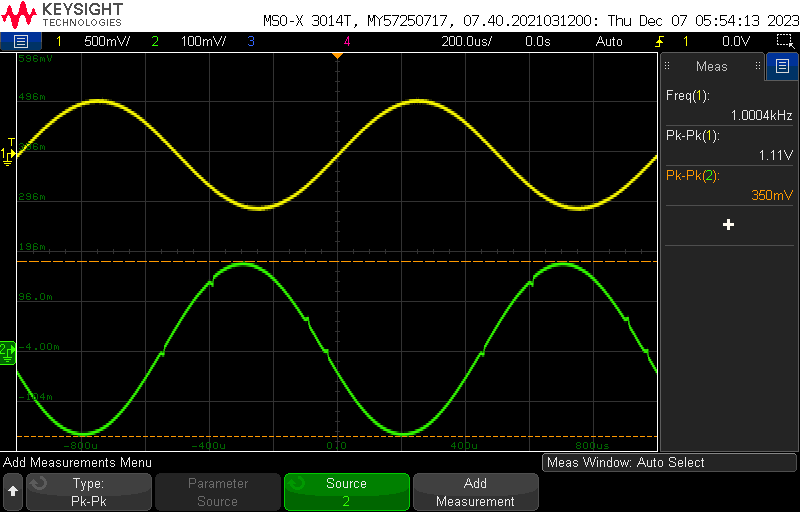 KEYSIGHT
TECHNOLOGIES
MSO-X 3014T, MY57250717, 07.40.2021031200: Thu Dec 07 05:54:13 2023
1 500mV/ 2 100mV/ 3 4 200.0us/ 0.0s Auto 1 0.0V
596mV
Meas
Freq(1):
496m
1.0004kHz
Pk-Pk(1):
T
1
396m
1.11V
Pk-Pk(2):
350mV
296m
+
196m
96.0m
2
-4.00m
-104m
-800u -400u 0.0 400u 800us
Add Measurements Menu
Meas Window: Auto Select
Type:
Pk-Pk
Parameter
Source
Source
2
Add
Measurement